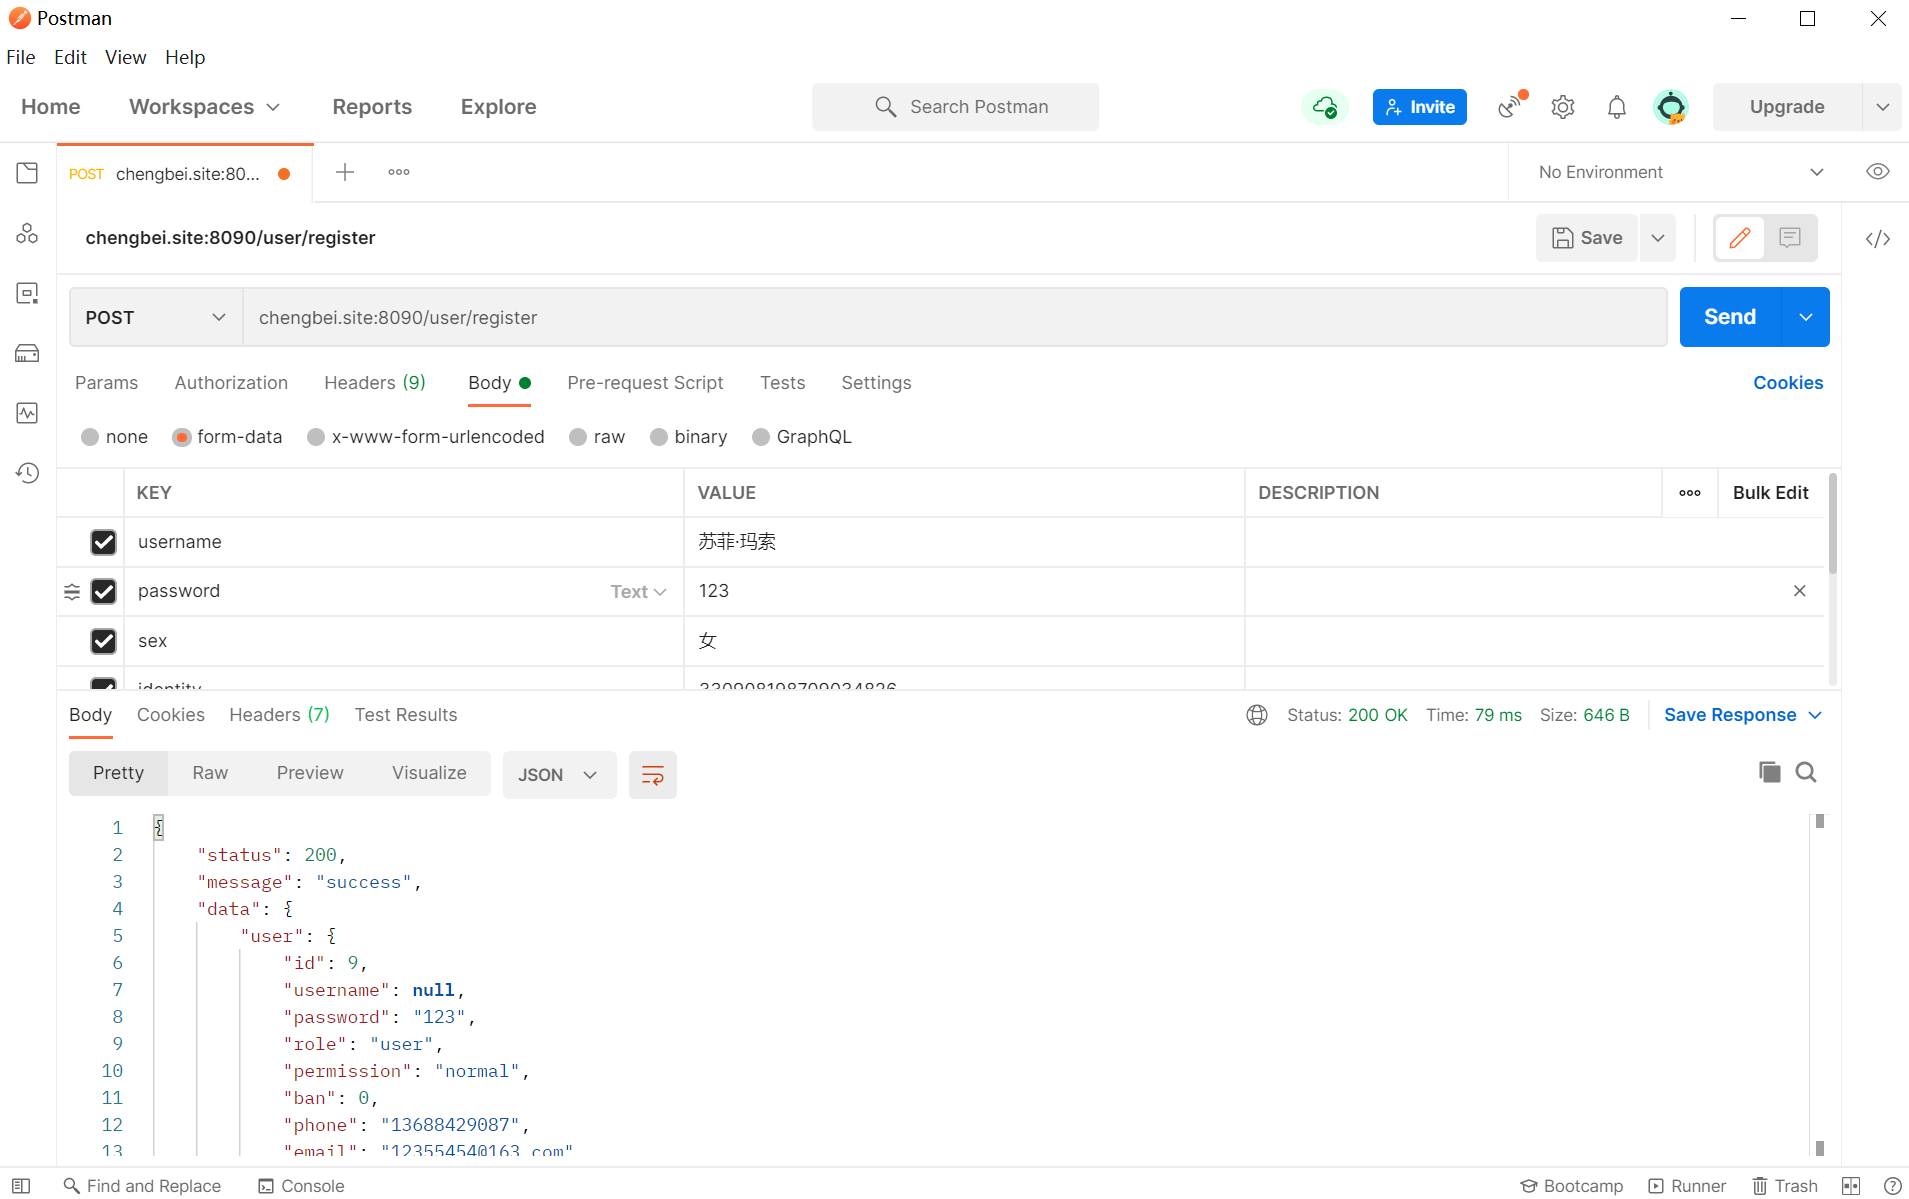 Postman
File Edit View Help
Home Workspaces Reports Explore Search Postman Invite Upgrade
POST chengbei.site:80... No Environment
chengbei.site:8090/user/register Save
POST chengbei.site:8090/user/register Send
Params Authorization Headers (9) Body Pre-request Script Tests Settings Cookies
none form-data x-www-form-urlencoded raw binary GraphQL
KEY VALUE DESCRIPTION Bulk Edit
username 苏菲·玛索
password Text 123
sex 女
identity 330908198709034826
Body Cookies Headers (7) Test Results Status: 200 OK Time: 79 ms Size: 646 B Save Response
Pretty Raw Preview Visualize JSON
1 {
2 "status": 200,
3 "message": "success",
4 "data": {
5 "user": {
6 "id": 9,
7 "username": null,
8 "password": "123",
9 "role": "user",
10 "permission": "normal",
11 "ban": 0,
12 "phone": "13688429087",
13 "email": "123554540163.com"
Find and Replace Console Bootcamp Runner Trash